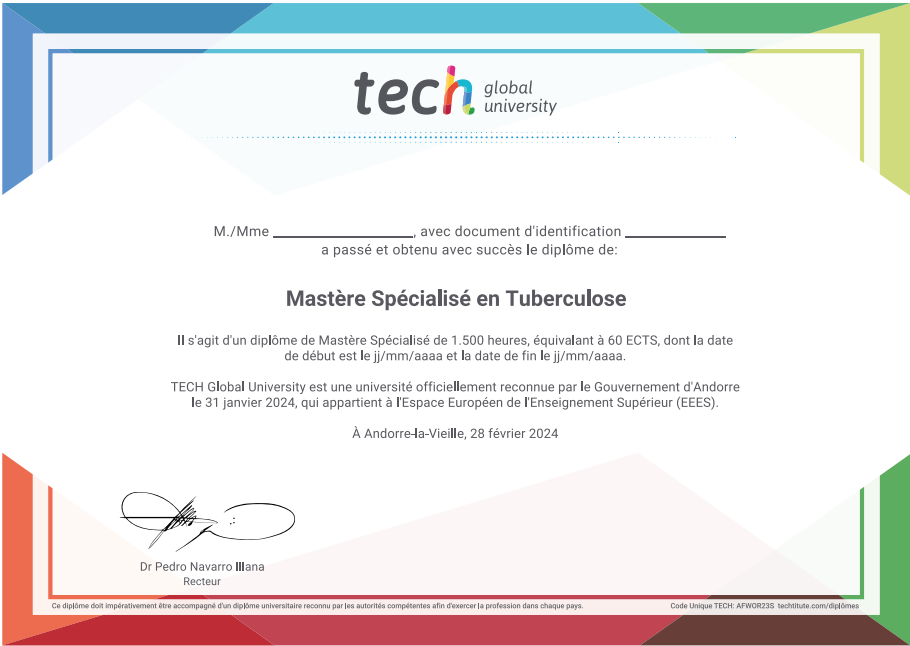 tech global university
M./Mme ____________, avec document d'identification ____________
a passé et obtenu avec succès le diplôme de:
Mastère Spécialisé en Tuberculose
Il s'agit d'un diplôme de Mastère Spécialisé de 1.500 heures, équivalant à 60 ECTS, dont la date
de début est le jj/mm/aaaa et la date de fin le jj/mm/aaaa.
TECH Global University est une université officiellement reconnue par le Gouvernement d'Andorre
le 31 janvier 2024, qui appartient à l'Espace Européen de l'Enseignement Supérieur (EEES).
À Andorre-la-Vieille, 28 février 2024
Dr Pedro Navarro Illana
Recteur
Ce diplôme doit impérativement être accompagné d'un diplôme universitaire reconnu par les autorités compétentes afin d'exercer la profession dans chaque pays.
Code Unique TECH: AFWOR23S techtitute.com/diplômes